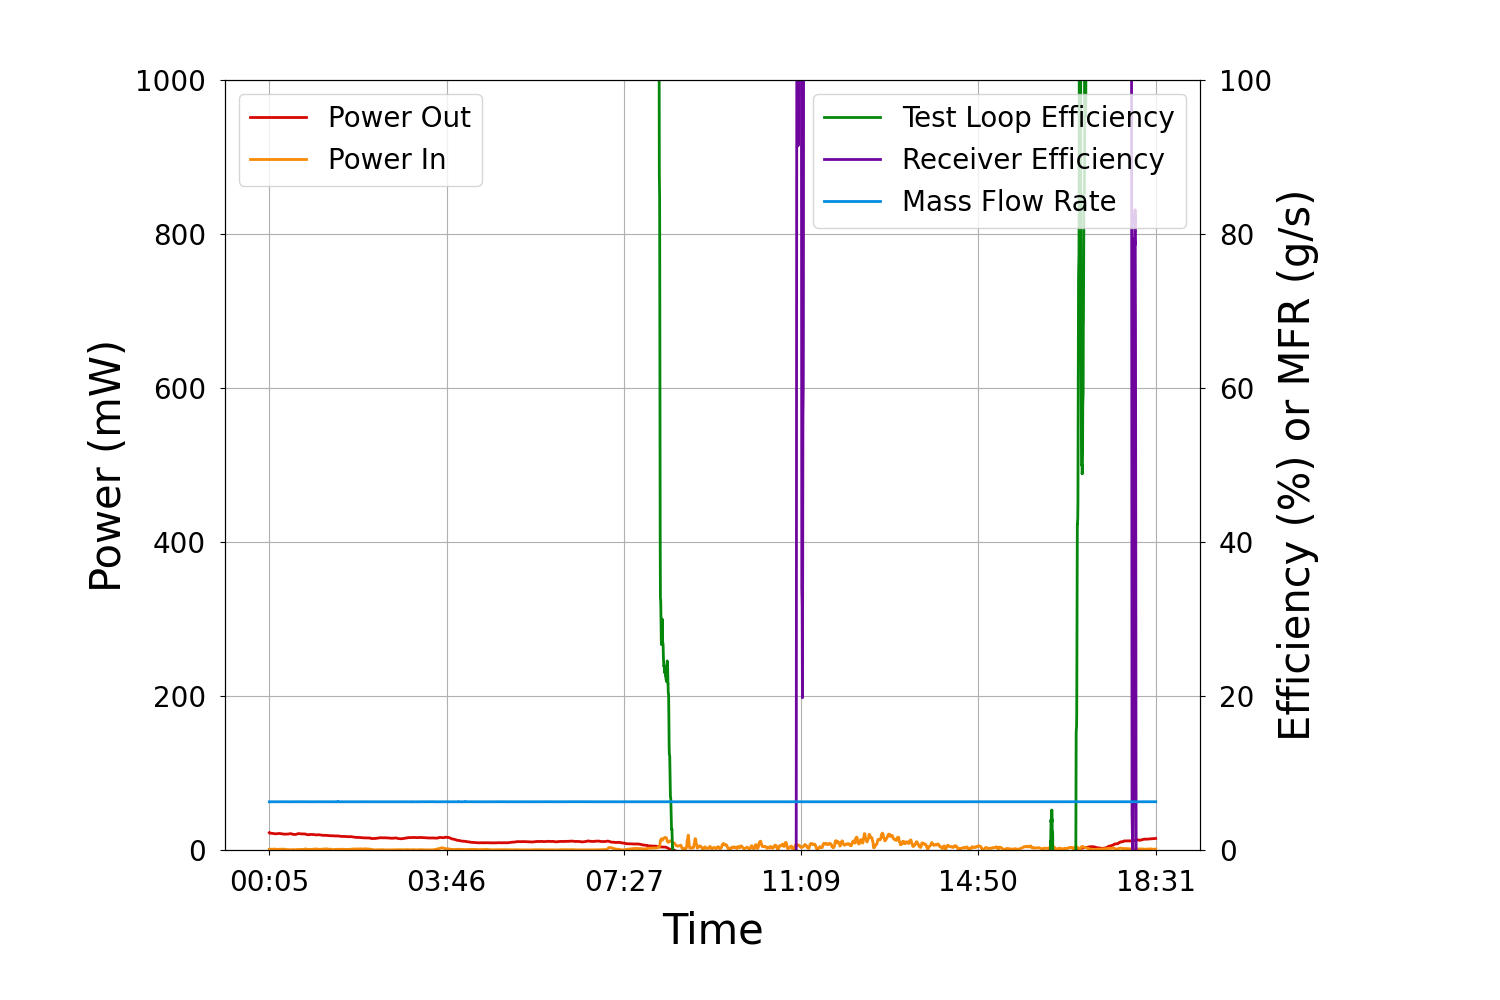 1000
800
600
400
200
0
Power (mW)
Power Out
Power In
Test Loop Efficiency
Receiver Efficiency
Mass Flow Rate
100
80
60
40
20
0
Efficiency (%) or MFR (g/s)
00:05 03:46 07:27 11:09 14:50 18:31
Time